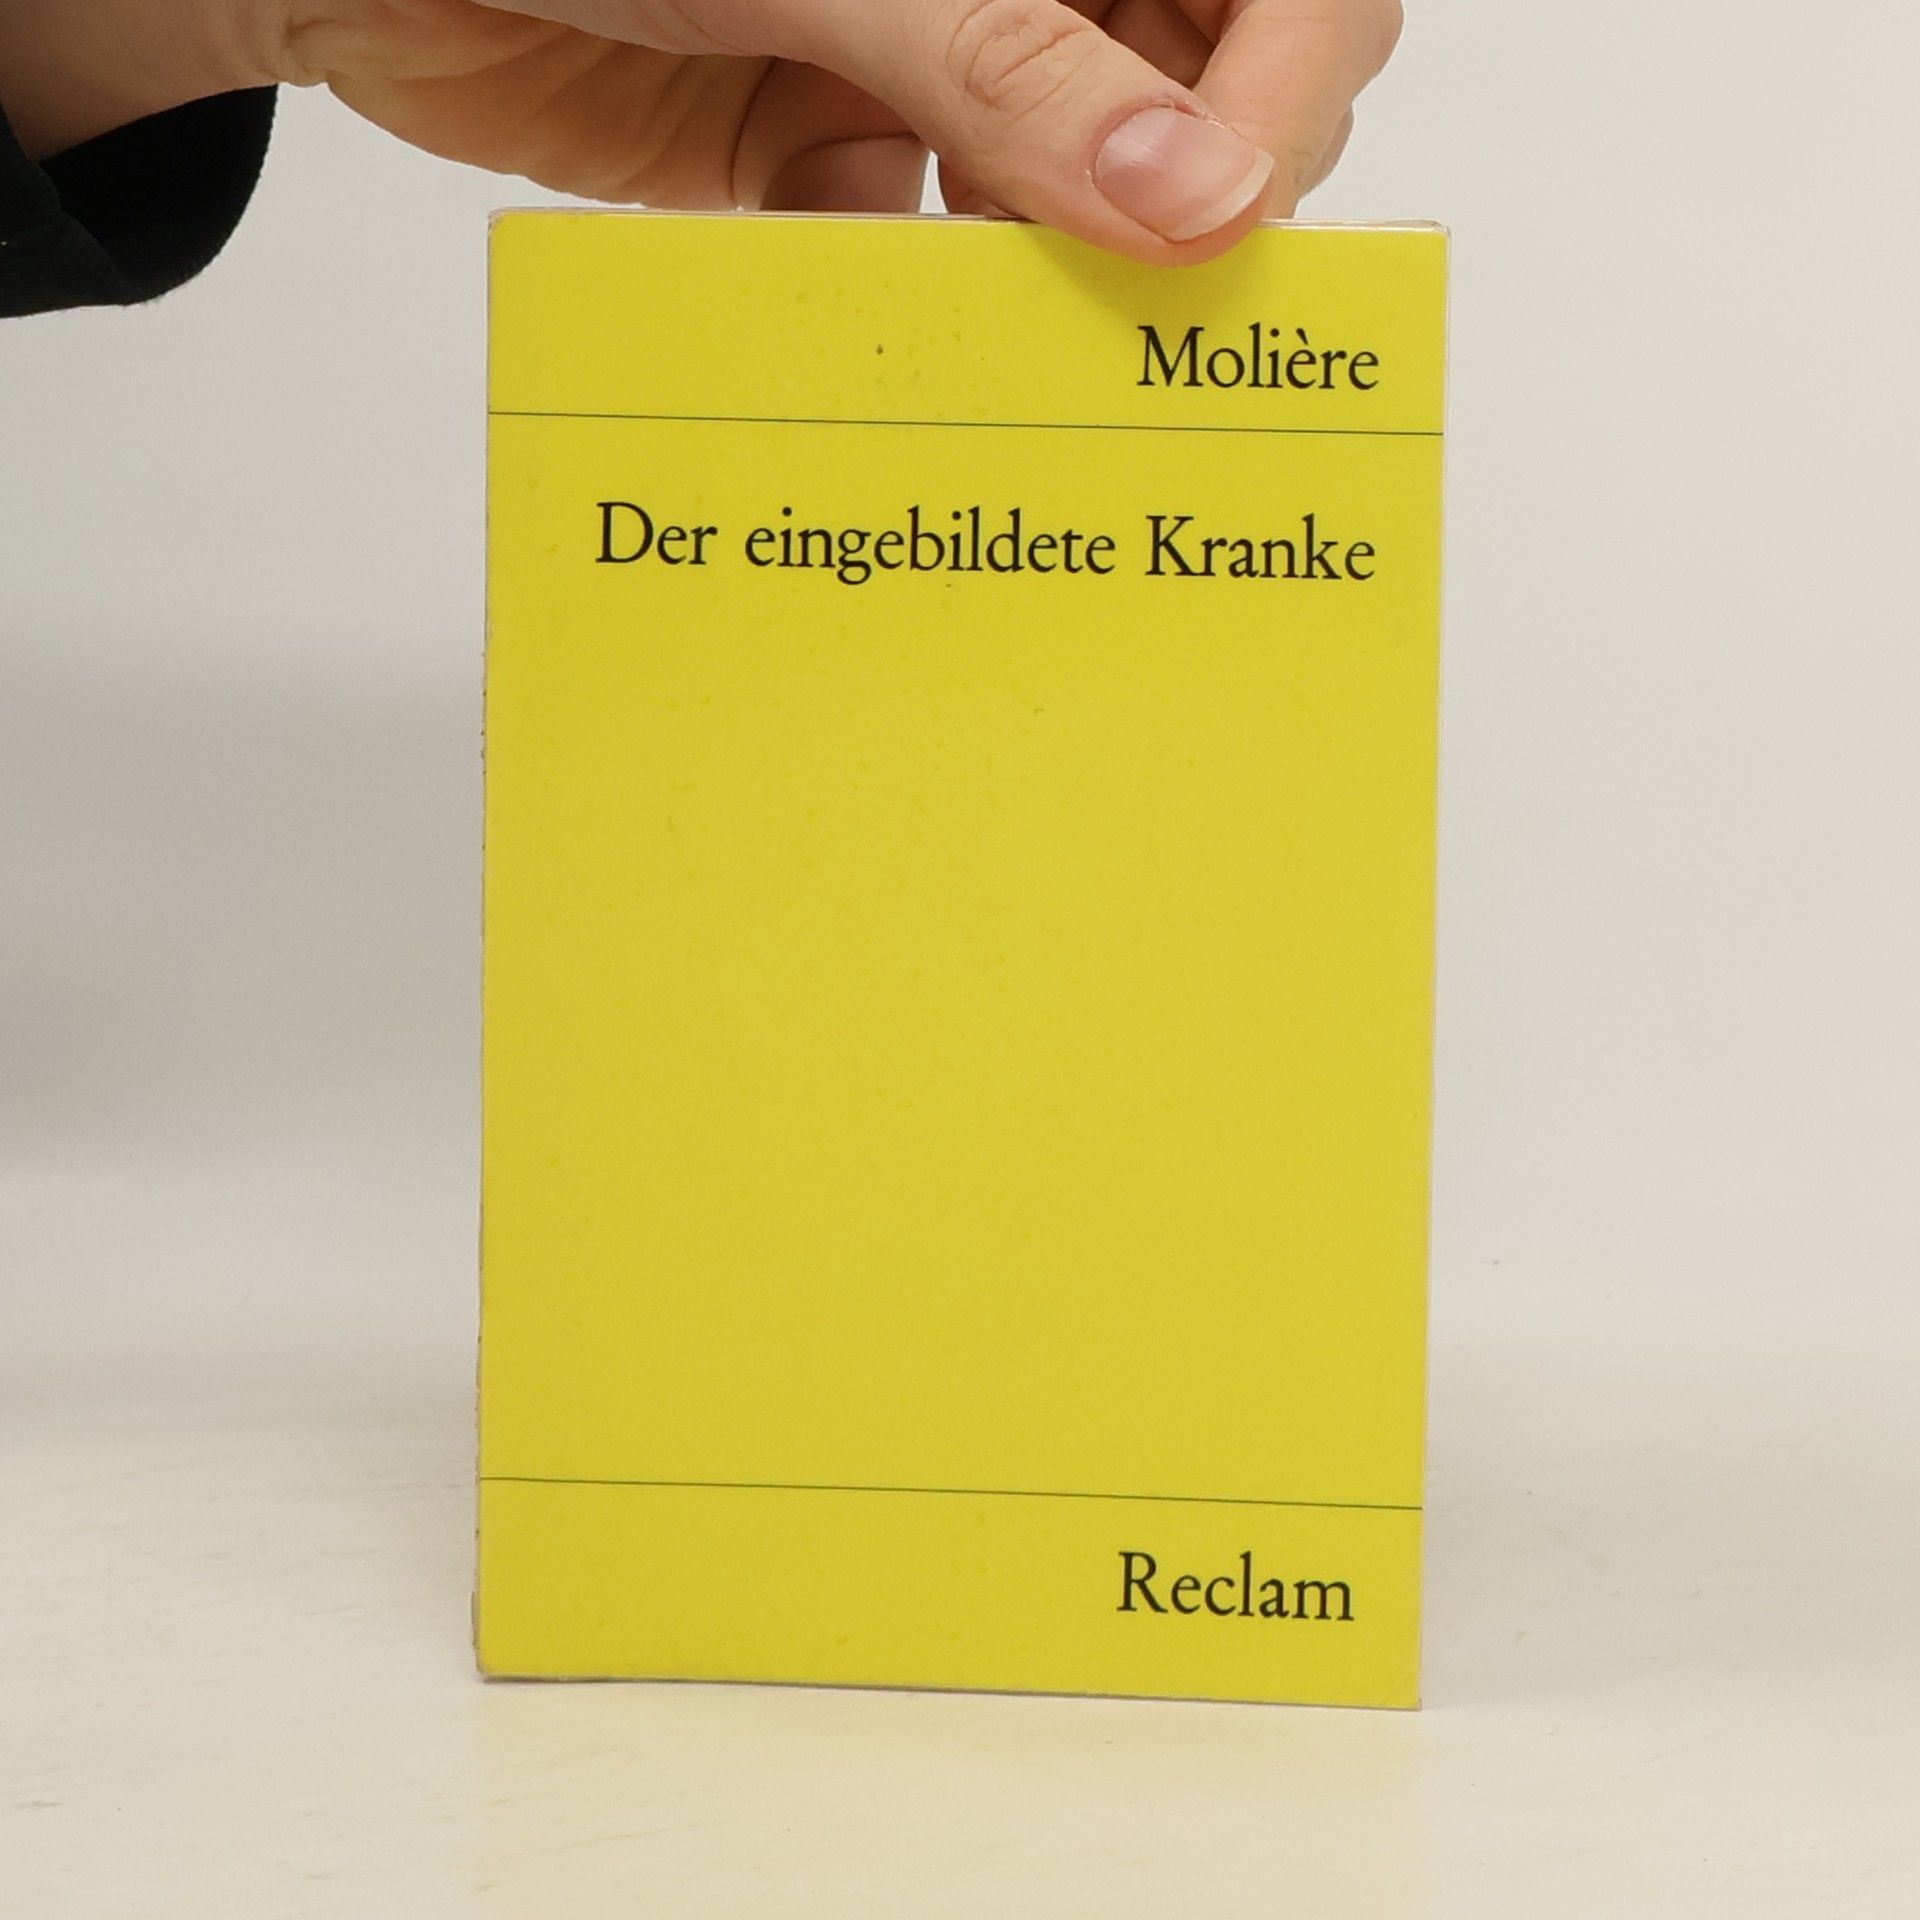 Molière
Der eingebildete Kranke
Reclam